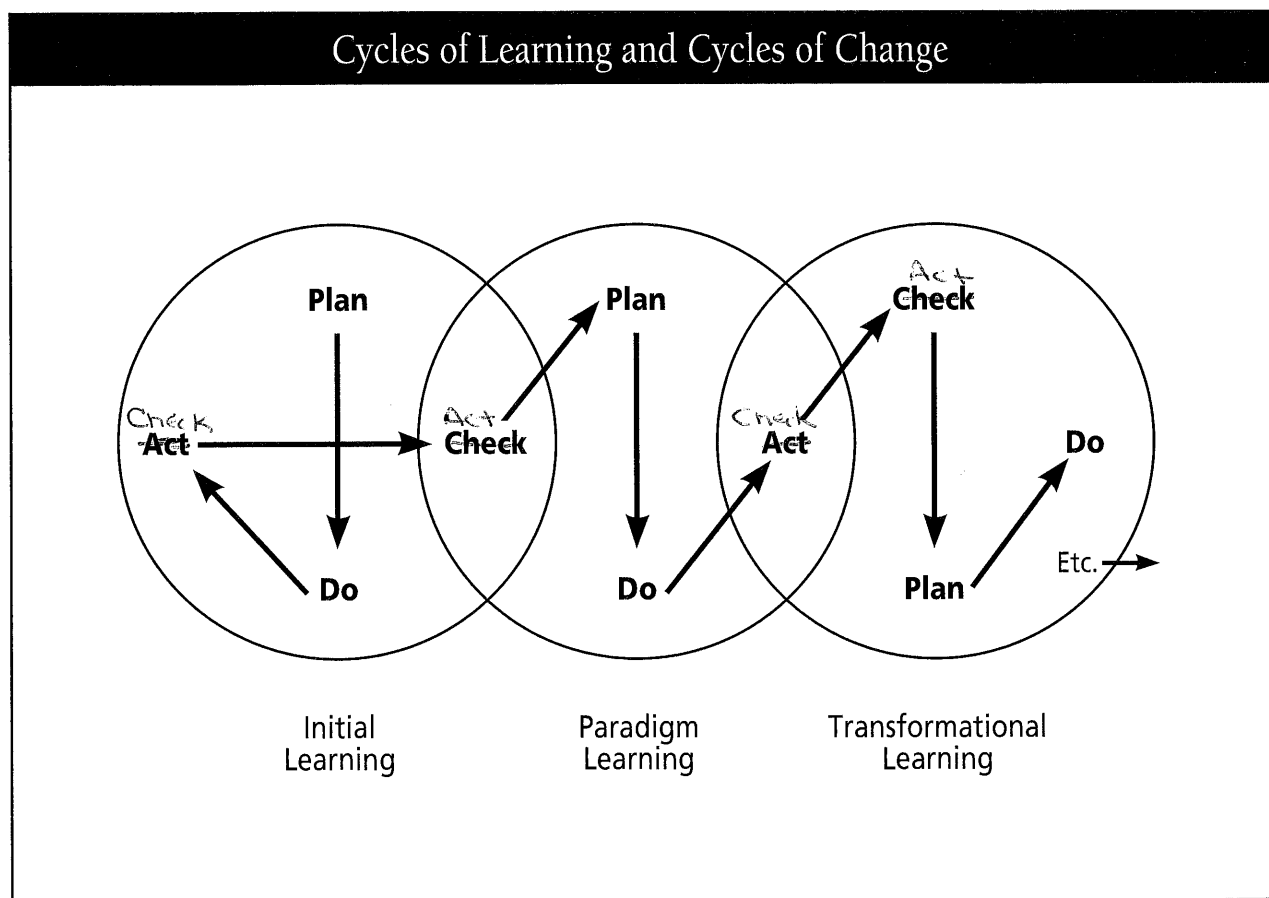 Cycles of Learning and Cycles of Change
Plan
Plan
Act
Check
Check
Act
Check
Act
Check
Act
Do
Do
Do
Plan
Etc.
Initial
Learning
Paradigm
Learning
Transformational
Learning